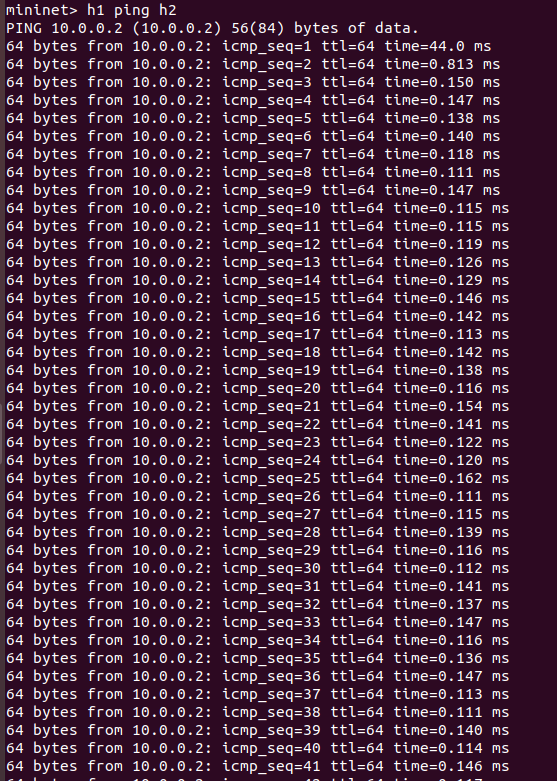 mininet> h1 ping h2
PING 10.0.0.2 (10.0.0.2) 56(84) bytes of data.
64 bytes from 10.0.0.2: icmp_seq=1 ttl=64 time=44.0 ms
64 bytes from 10.0.0.2: icmp_seq=2 ttl=64 time=0.813 ms
64 bytes from 10.0.0.2: icmp_seq=3 ttl=64 time=0.150 ms
64 bytes from 10.0.0.2: icmp_seq=4 ttl=64 time=0.147 ms
64 bytes from 10.0.0.2: icmp_seq=5 ttl=64 time=0.138 ms
64 bytes from 10.0.0.2: icmp_seq=6 ttl=64 time=0.140 ms
64 bytes from 10.0.0.2: icmp_seq=7 ttl=64 time=0.118 ms
64 bytes from 10.0.0.2: icmp_seq=8 ttl=64 time=0.111 ms
64 bytes from 10.0.0.2: icmp_seq=9 ttl=64 time=0.147 ms
64 bytes from 10.0.0.2: icmp_seq=10 ttl=64 time=0.115 ms
64 bytes from 10.0.0.2: icmp_seq=11 ttl=64 time=0.115 ms
64 bytes from 10.0.0.2: icmp_seq=12 ttl=64 time=0.119 ms
64 bytes from 10.0.0.2: icmp_seq=13 ttl=64 time=0.126 ms
64 bytes from 10.0.0.2: icmp_seq=14 ttl=64 time=0.129 ms
64 bytes from 10.0.0.2: icmp_seq=15 ttl=64 time=0.146 ms
64 bytes from 10.0.0.2: icmp_seq=16 ttl=64 time=0.142 ms
64 bytes from 10.0.0.2: icmp_seq=17 ttl=64 time=0.113 ms
64 bytes from 10.0.0.2: icmp_seq=18 ttl=64 time=0.142 ms
64 bytes from 10.0.0.2: icmp_seq=19 ttl=64 time=0.138 ms
64 bytes from 10.0.0.2: icmp_seq=20 ttl=64 time=0.116 ms
64 bytes from 10.0.0.2: icmp_seq=21 ttl=64 time=0.154 ms
64 bytes from 10.0.0.2: icmp_seq=22 ttl=64 time=0.141 ms
64 bytes from 10.0.0.2: icmp_seq=23 ttl=64 time=0.122 ms
64 bytes from 10.0.0.2: icmp_seq=24 ttl=64 time=0.120 ms
64 bytes from 10.0.0.2: icmp_seq=25 ttl=64 time=0.162 ms
64 bytes from 10.0.0.2: icmp_seq=26 ttl=64 time=0.111 ms
64 bytes from 10.0.0.2: icmp_seq=27 ttl=64 time=0.115 ms
64 bytes from 10.0.0.2: icmp_seq=28 ttl=64 time=0.139 ms
64 bytes from 10.0.0.2: icmp_seq=29 ttl=64 time=0.116 ms
64 bytes from 10.0.0.2: icmp_seq=30 ttl=64 time=0.112 ms
64 bytes from 10.0.0.2: icmp_seq=31 ttl=64 time=0.141 ms
64 bytes from 10.0.0.2: icmp_seq=32 ttl=64 time=0.137 ms
64 bytes from 10.0.0.2: icmp_seq=33 ttl=64 time=0.147 ms
64 bytes from 10.0.0.2: icmp_seq=34 ttl=64 time=0.116 ms
64 bytes from 10.0.0.2: icmp_seq=35 ttl=64 time=0.136 ms
64 bytes from 10.0.0.2: icmp_seq=36 ttl=64 time=0.147 ms
64 bytes from 10.0.0.2: icmp_seq=37 ttl=64 time=0.113 ms
64 bytes from 10.0.0.2: icmp_seq=38 ttl=64 time=0.111 ms
64 bytes from 10.0.0.2: icmp_seq=39 ttl=64 time=0.140 ms
64 bytes from 10.0.0.2: icmp_seq=40 ttl=64 time=0.114 ms
64 bytes from 10.0.0.2: icmp_seq=41 ttl=64 time=0.146 ms